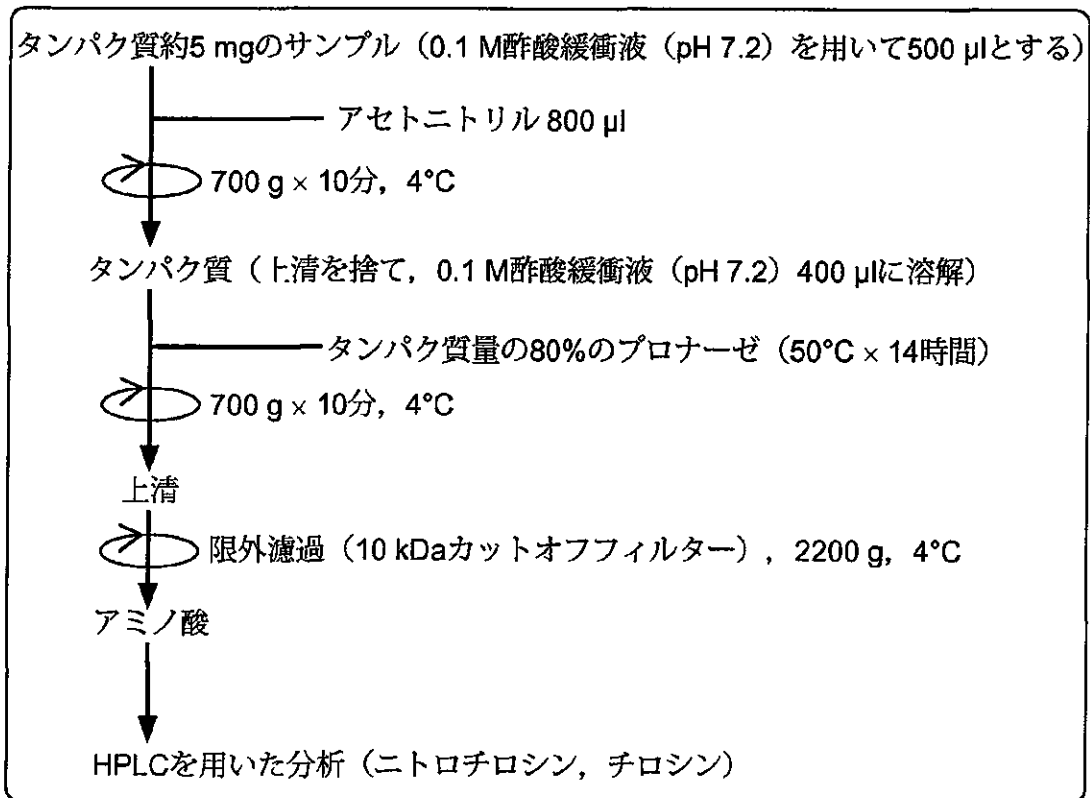 タンパク質約5 mgのサンプル（0.1 M酢酸緩衝液（pH 7.2）を用いて500 µlとする）
アセトニトリル 800 µl
700 g × 10分，4°C
タンパク質（上清を捨て，0.1 M酢酸緩衝液（pH 7.2）400 µlに溶解）
タンパク質量の80%のプロナーゼ（50°C × 14時間）
700 g × 10分，4°C
上清
限外濾過（10 kDaカットオフフィルター），2200 g，4°C
アミノ酸
HPLCを用いた分析（ニトロチロシン，チロシン）